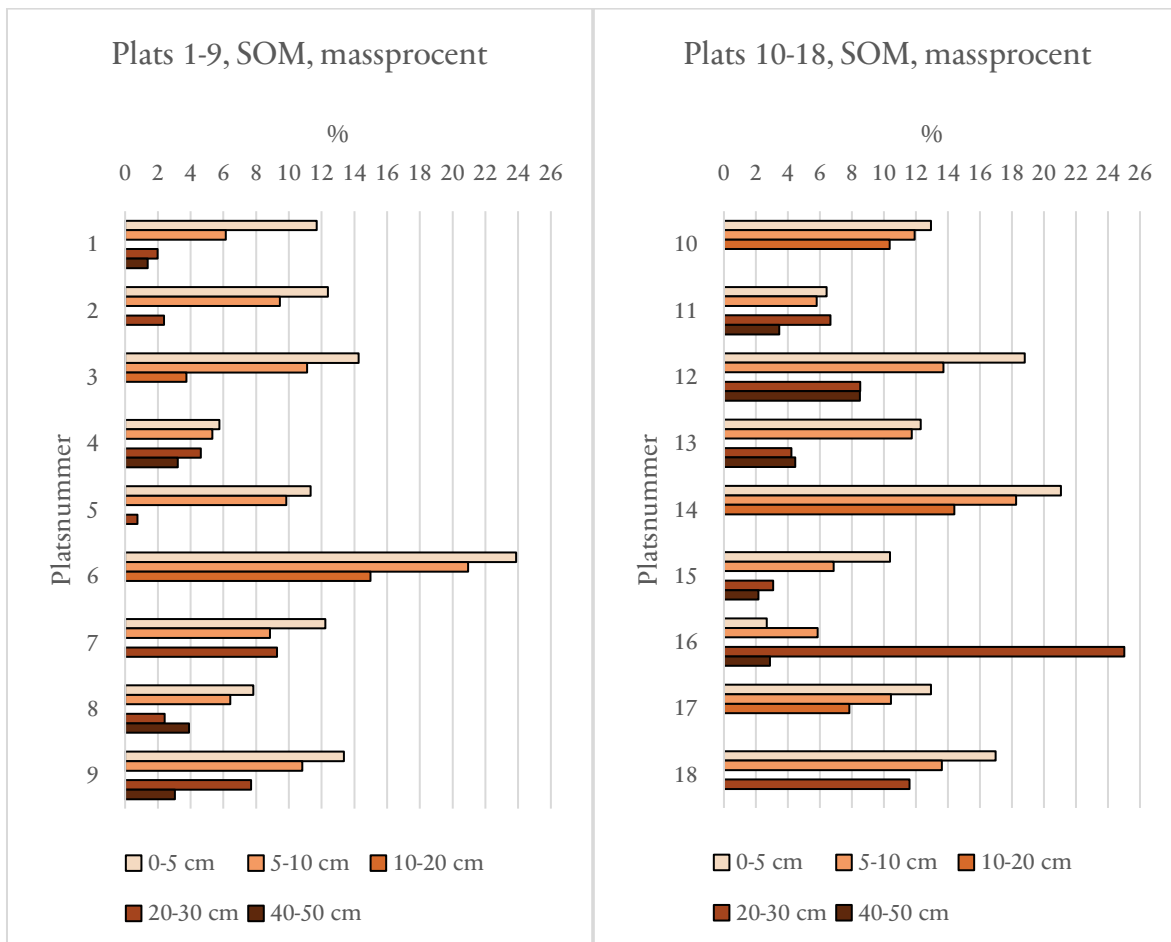 Plats 1-9, SOM, massprocent
%
0 2 4 6 8 10 12 14 16 18 20 22 24 26
Platsnummer
1
2
3
4
5
6
7
8
9
0-5 cm 5-10 cm 10-20 cm
20-30 cm 40-50 cm
Plats 10-18, SOM, massprocent
%
0 2 4 6 8 10 12 14 16 18 20 22 24 26
Platsnummer
10
11
12
13
14
15
16
17
18
0-5 cm 5-10 cm 10-20 cm
20-30 cm 40-50 cm